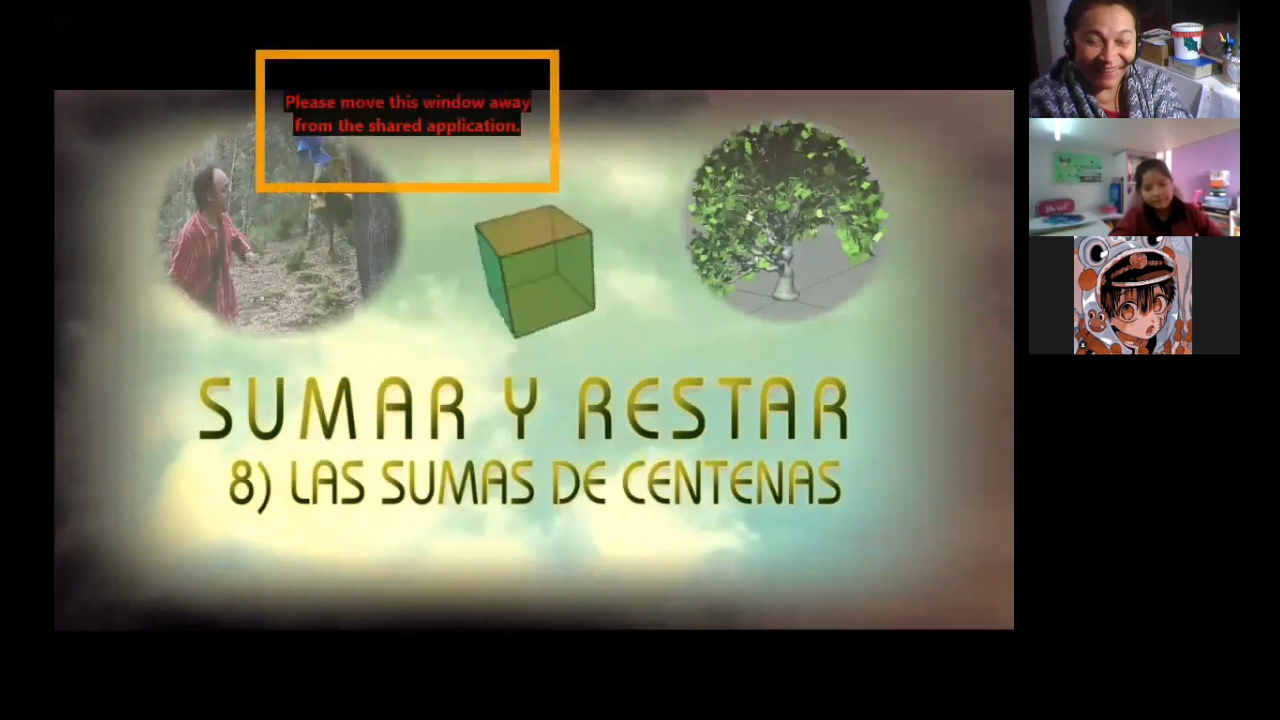 Please move this window away
from the shared application.
SUMAR Y RESTAR
8) LAS SUMAS DE CENTENAS